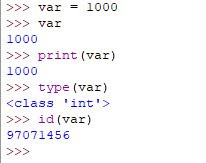 >>> var = 1000
>>> var
1000
>>> print(var)
1000
>>> type(var)
<class 'int'>
>>> id(var)
97071456
>>>